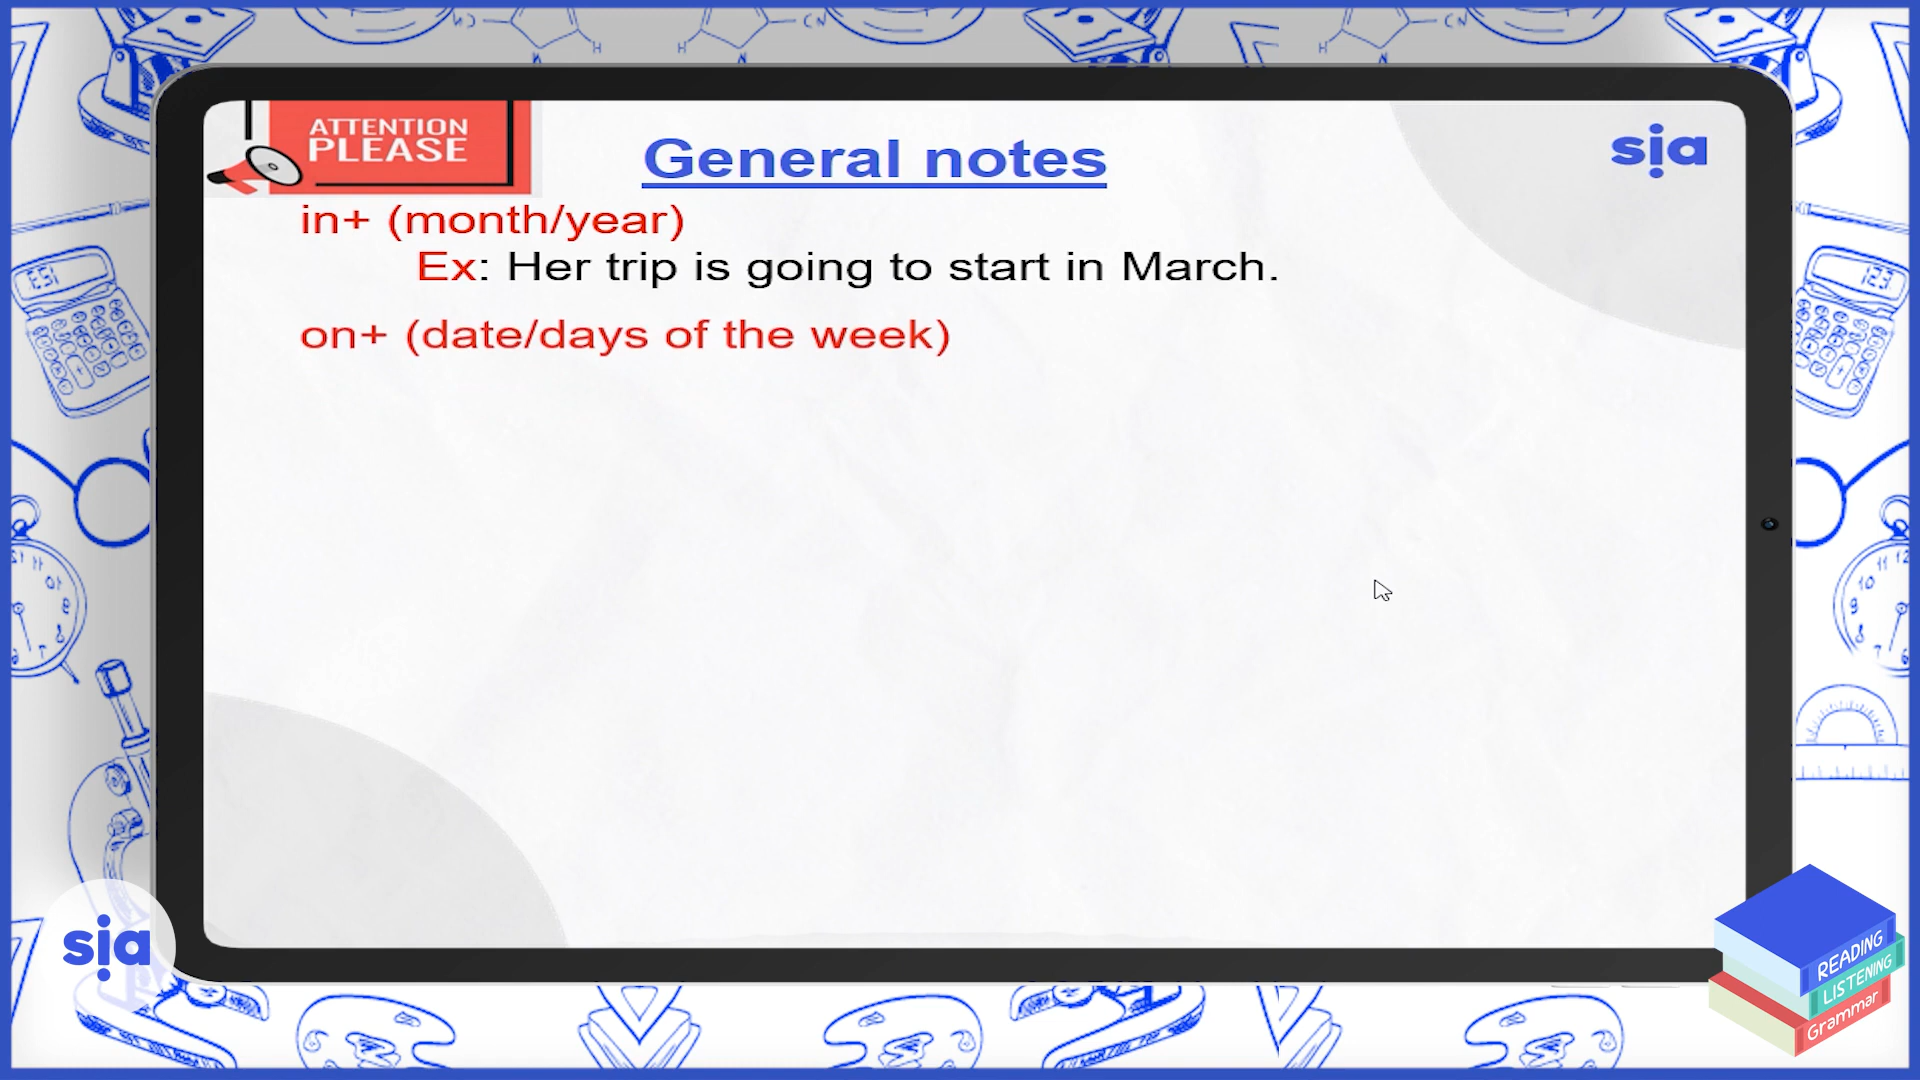 ATTENTION
PLEASE
General notes
sia
in+ (month/year)
Ex: Her trip is going to start in March.
on+ (date/days of the week)
sia
READING
LISTENING
Grammar